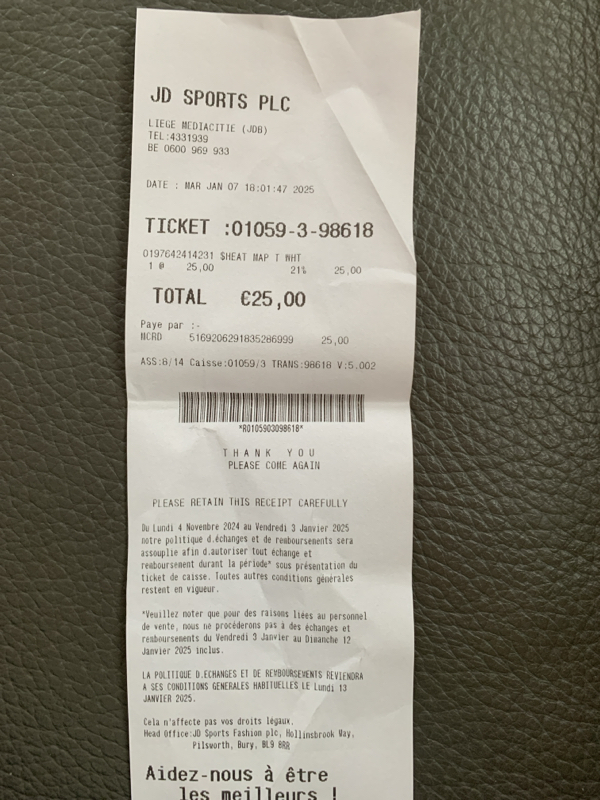 JD SPORTS PLC
LIEGE MEDIACITIE (JDB)
TEL:4331939
BE 0600 969 933
DATE : MAR JAN 07 18:01:47 2025
TICKET :01059-3-98618
0197642414231 $HEAT MAP T WHT
1 @ 25,00 21% 25,00
TOTAL €25,00
Paye par :-
MCRD 5169206291835286999 25,00
ASS:8/14 Caisse:01059/3 TRANS:98618 V:5.002
*R0105903098618*
THANK YOU
PLEASE COME AGAIN
PLEASE RETAIN THIS RECEIPT CAREFULLY
Du Lundi 4 Novembre 2024 au Vendredi 3 Janvier 2025
notre politique d.échanges et de remboursements sera
assouplie afin d.autoriser tout échange et
remboursement durant la période* sous présentation du
ticket de caisse. Toutes autres conditions générales
restent en vigueur.
*Veuillez noter que pour des raisons liées au personnel
de vente, nous ne procéderons pas à des échanges et
remboursements du Vendredi 3 Janvier au Dimanche 12
Janvier 2025 inclus.
LA POLITIQUE D.ECHANGES ET DE REMBOURSEMENTS REVIENDRA
A SES CONDITIONS GENERALES HABITUELLES LE Lundi 13
JANVIER 2025.
Cela n'affecte pas vos droits légaux.
Head Office:JD Sports Fashion plc, Hollinsbrook Way,
Pilsworth, Bury, BL9 8RR
Aidez-nous à être
les meilleurs !